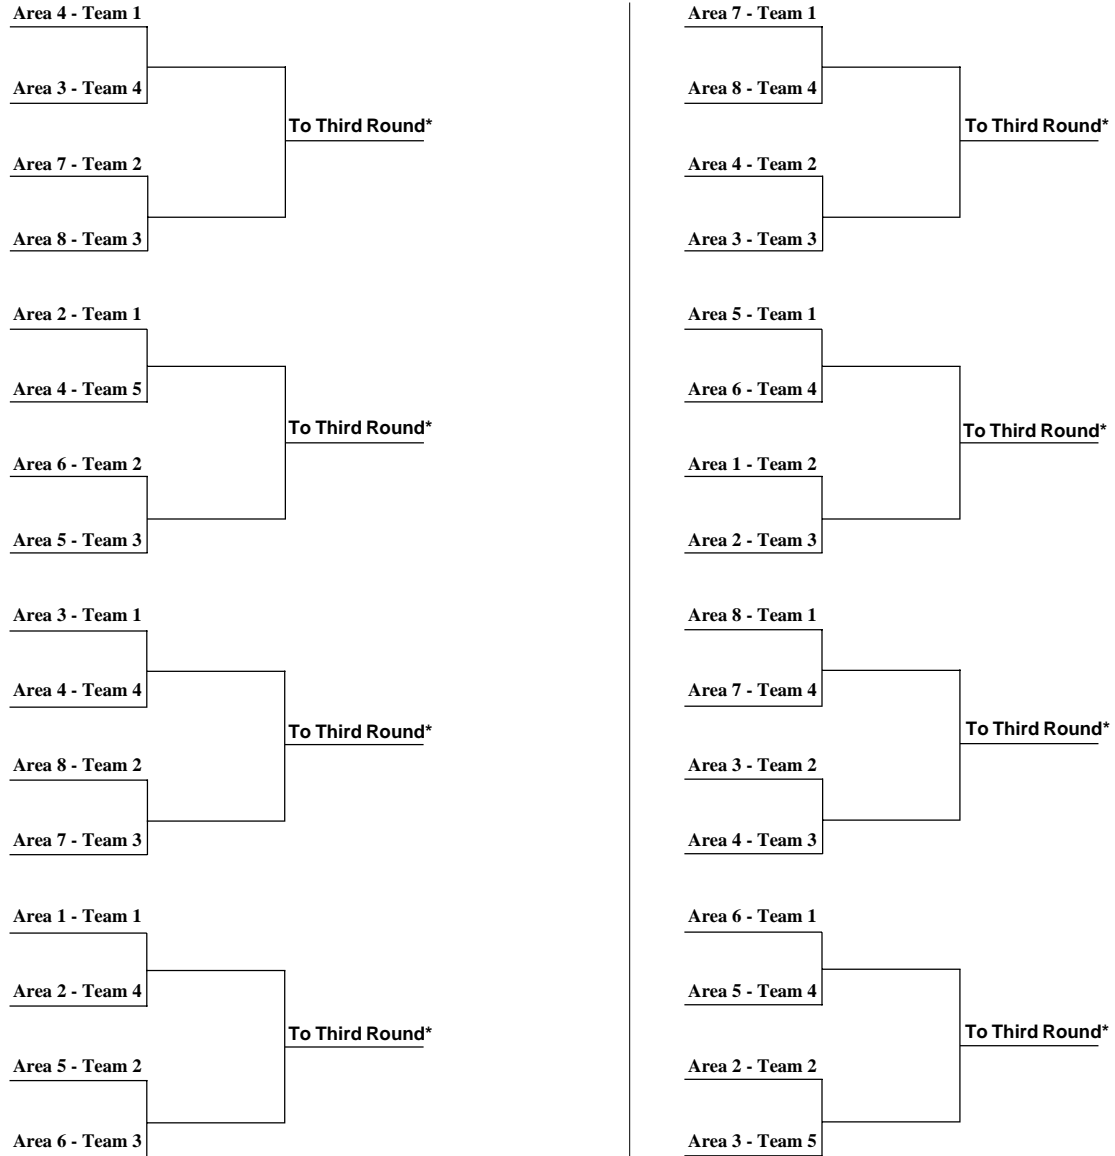 Area 4 - Team 1
Area 3 - Team 4
To Third Round*
Area 7 - Team 2
Area 8 - Team 3
Area 2 - Team 1
Area 4 - Team 5
To Third Round*
Area 6 - Team 2
Area 5 - Team 3
Area 3 - Team 1
Area 4 - Team 4
To Third Round*
Area 8 - Team 2
Area 7 - Team 3
Area 1 - Team 1
Area 2 - Team 4
To Third Round*
Area 5 - Team 2
Area 6 - Team 3
Area 7 - Team 1
Area 8 - Team 4
To Third Round*
Area 4 - Team 2
Area 3 - Team 3
Area 5 - Team 1
Area 6 - Team 4
To Third Round*
Area 1 - Team 2
Area 2 - Team 3
Area 8 - Team 1
Area 7 - Team 4
To Third Round*
Area 3 - Team 2
Area 4 - Team 3
Area 6 - Team 1
Area 5 - Team 4
To Third Round*
Area 2 - Team 2
Area 3 - Team 5